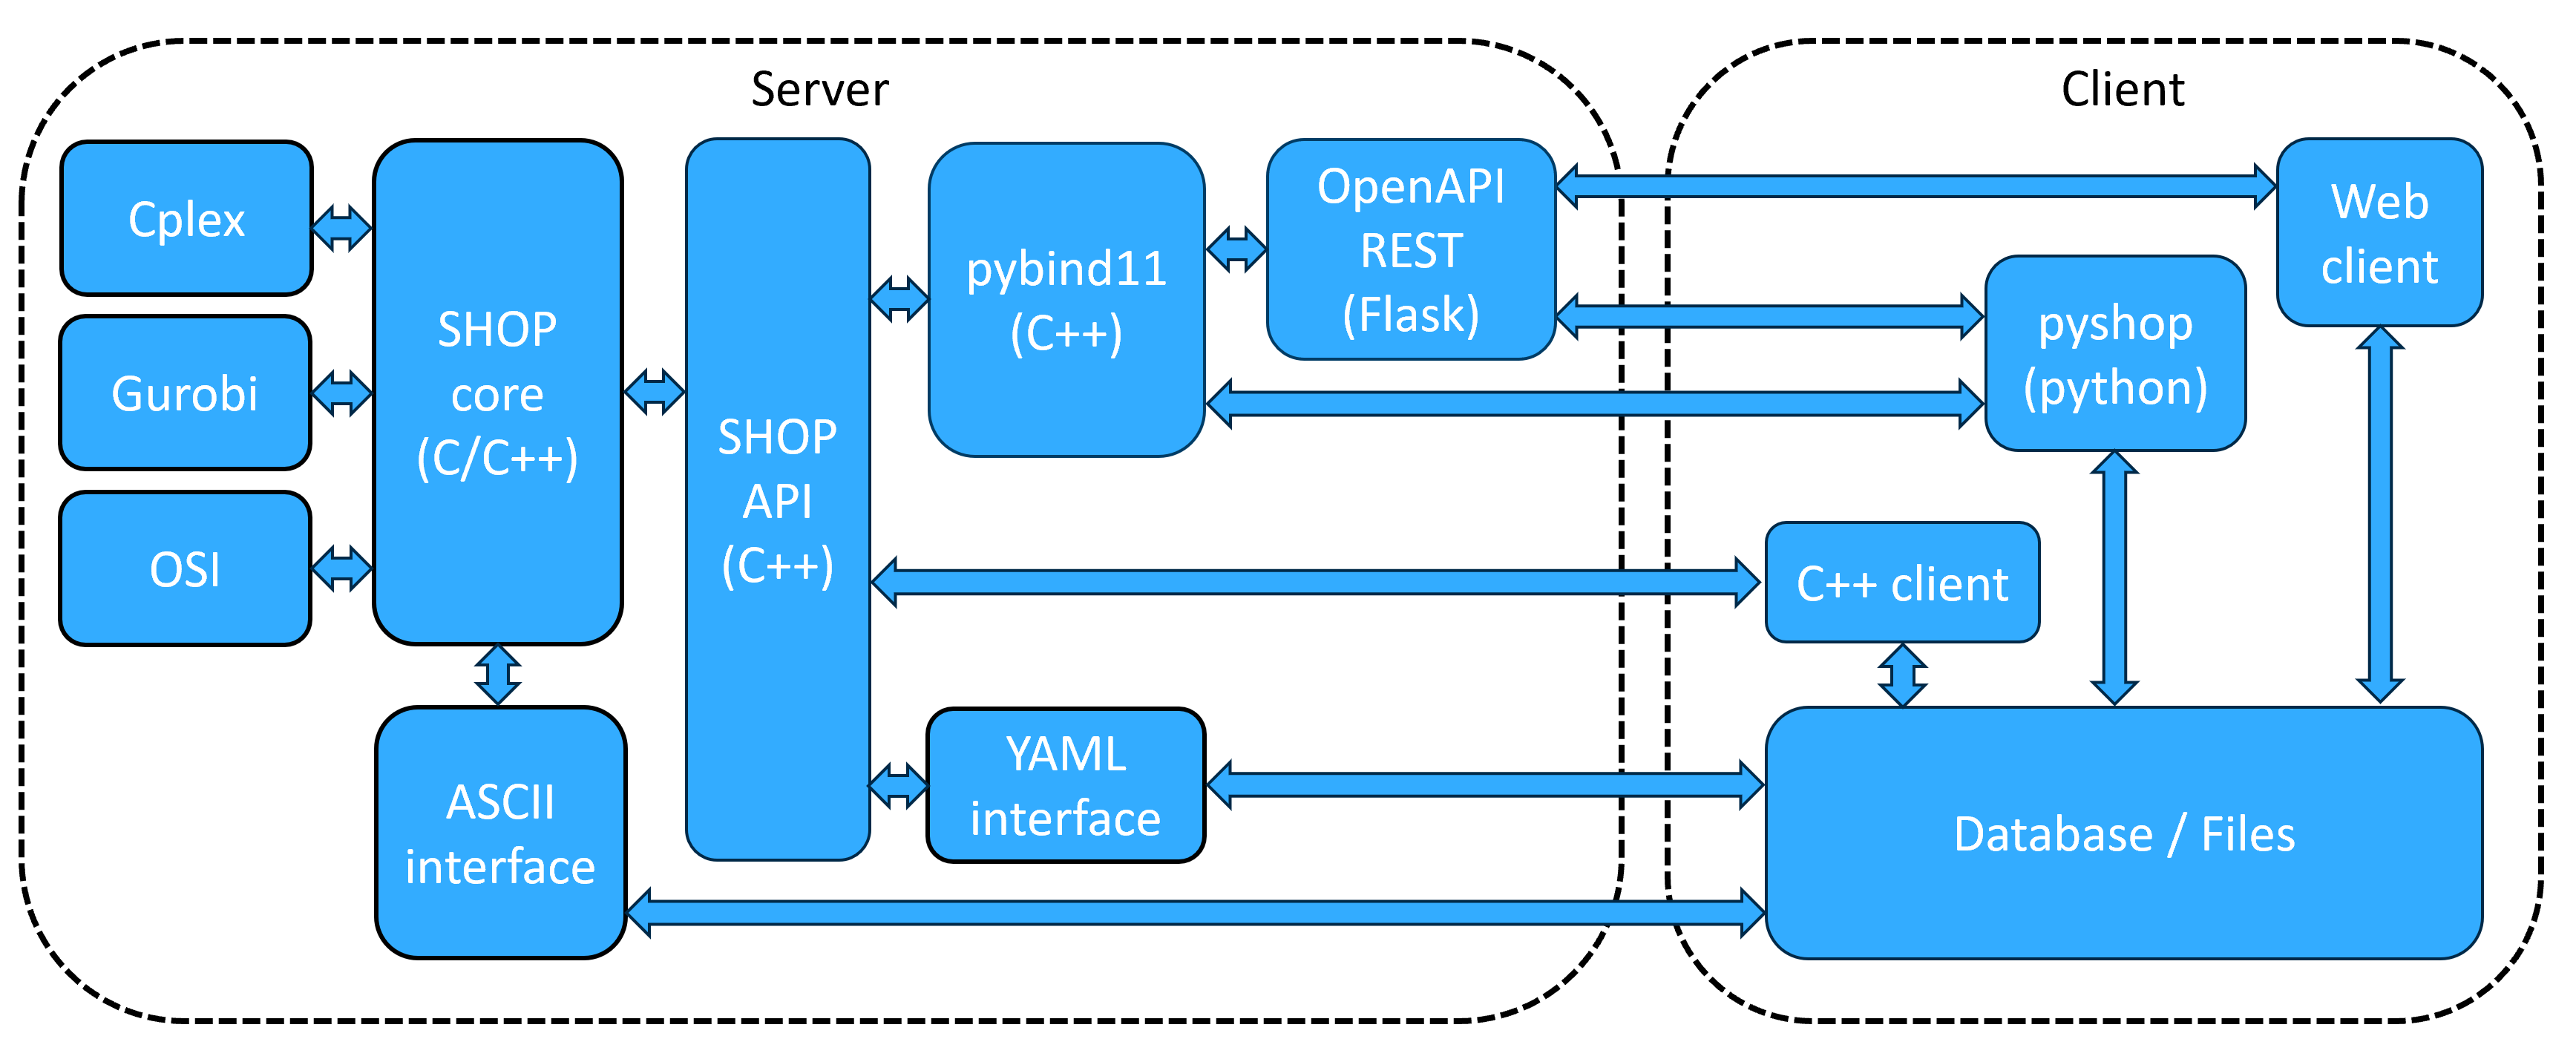 Server
Client
Cplex
Gurobi
OSI
SHOP
core
(C/C++)
ASCII
interface
SHOP
API
(C++)
pybind11
(C++)
OpenAPI
REST
(Flask)
YAML
interface
Web
client
pyshop
(python)
C++ client
Database / Files